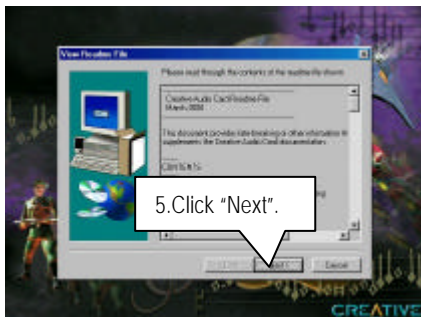 View Readme File
Please read through the contents of the readme file shown
Creative Audio Card Readme File
March 2000
This document provides late-breaking or other information that
supplements the Creative Audio Card documentation.
CONTENTS
5.Click “Next”.
Cancel
CREATIVE